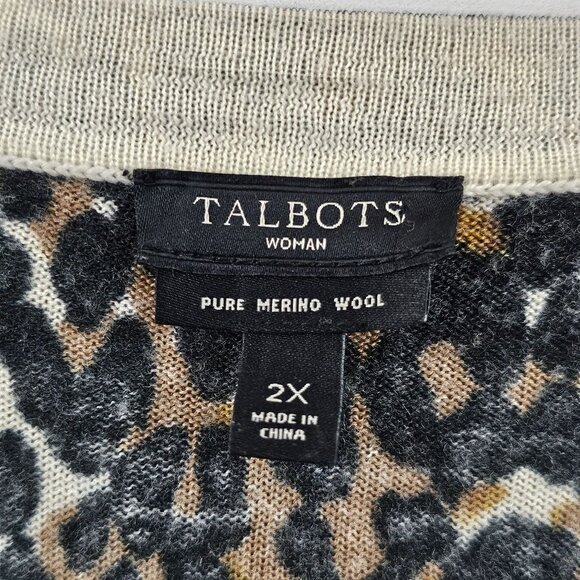 TALBOTS
WOMAN
PURE MERINO WOOL
2X
MADE IN
CHINA